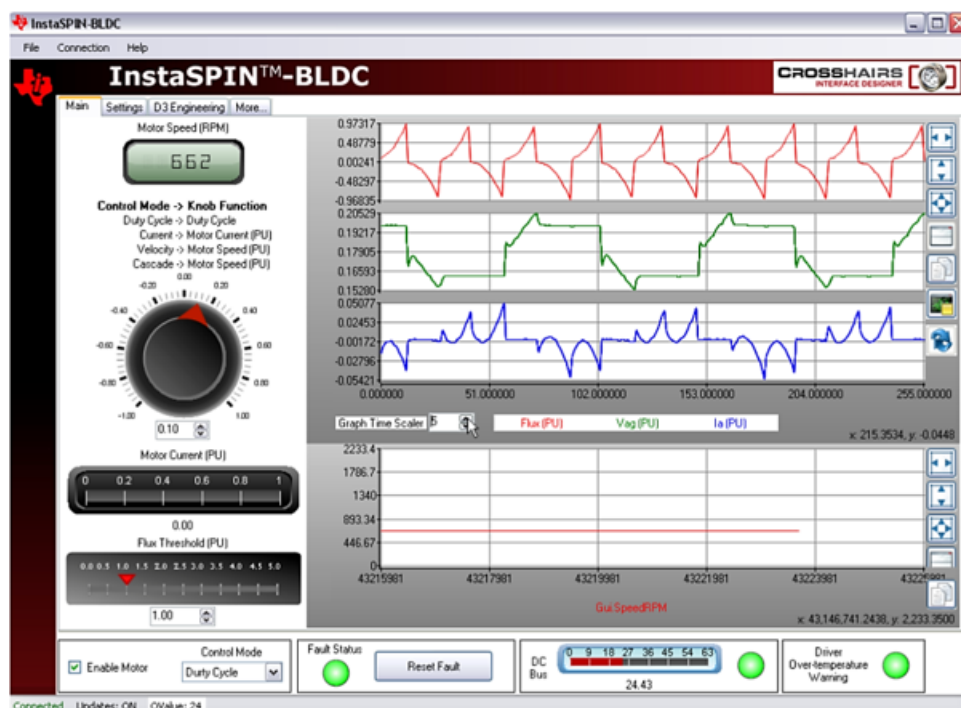 InstaSPIN-BLDC
File Connection Help
InstaSPIN™-BLDC
CROSSHAIRS
INTERFACE DESIGNER
Main Settings D3 Engineering More...
Motor Speed (RPM)
662
Control Mode -> Knob Function
Duty Cycle -> Duty Cycle
Current -> Motor Current (PU)
Velocity -> Motor Speed (PU)
Cascade -> Motor Speed (PU)
0.00
-0.20 0.20
-0.40 0.40
-0.60 0.60
-0.80 0.80
-1.00 1.00
0.10
Motor Current (PU)
0 0.2 0.4 0.6 0.8 1
0.00
Flux Threshold (PU)
0.0 0.5 1.0 1.5 2.0 2.5 3.0 3.5 4.0 4.5 5.0
1.00
0.97317
0.48779
0.00241
-0.48297
-0.96835
0.20529
0.19217
0.17905
0.16593
0.15280
0.05077
0.02453
-0.00172
-0.02796
-0.05421
0.000000 51.000000 102.000000 153.000000 204.000000 255.000000
Graph Time Scaler 5 Flux (PU) Vag (PU) Ia (PU)
x: 215.3534, y: -0.0448
2233.4
1786.7
1340
893.34
446.67
0
43215981 43217981 43219981 43221981 43223981 43225981
Gui.SpeedRPM
x: 43,146,741.2438, y: 2,233.3500
Enable Motor
Control Mode
Durty Cycle
Fault Status
Reset Fault
DC
Bus
0 9 18 27 36 45 54 63
24.43
Driver
Over-temperature
Warning
Connected Updates: ON QValue: 24